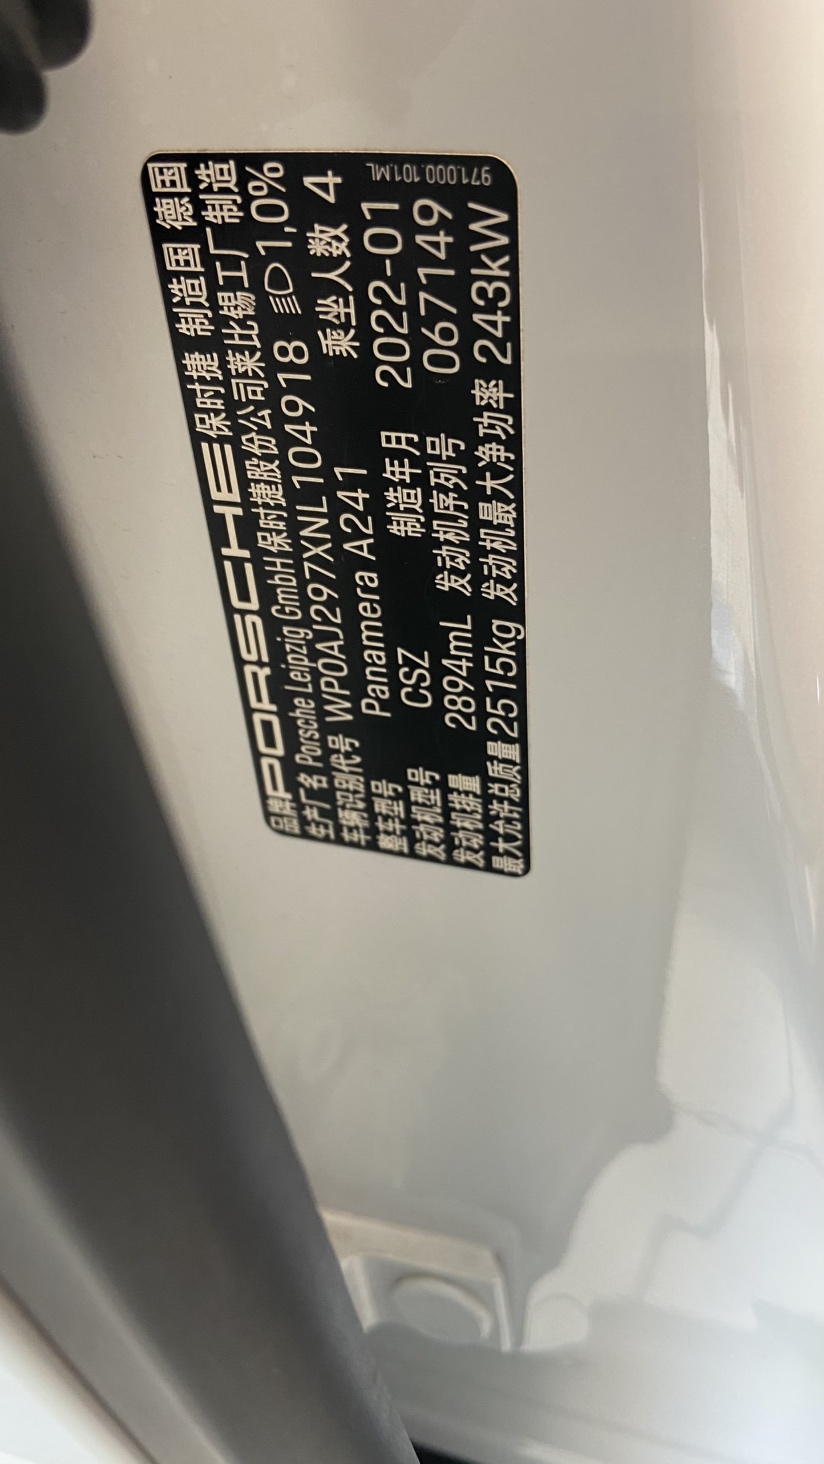 品牌 PORSCHE 保时捷 制造国 德国
生产厂名 Porsche Leipzig GmbH 保时捷股份公司莱比锡工厂制造
车辆识别代号 WP0AJ297XNL104918 1,0%
整车型号 Panamera A241 乘坐人数 4
发动机型号 CSZ 制造年月 2022-01
发动机排量 2894mL 发动机序列号 067149
最大允许总质量 2515kg 发动机最大净功率 243kW
971.000.101.ML